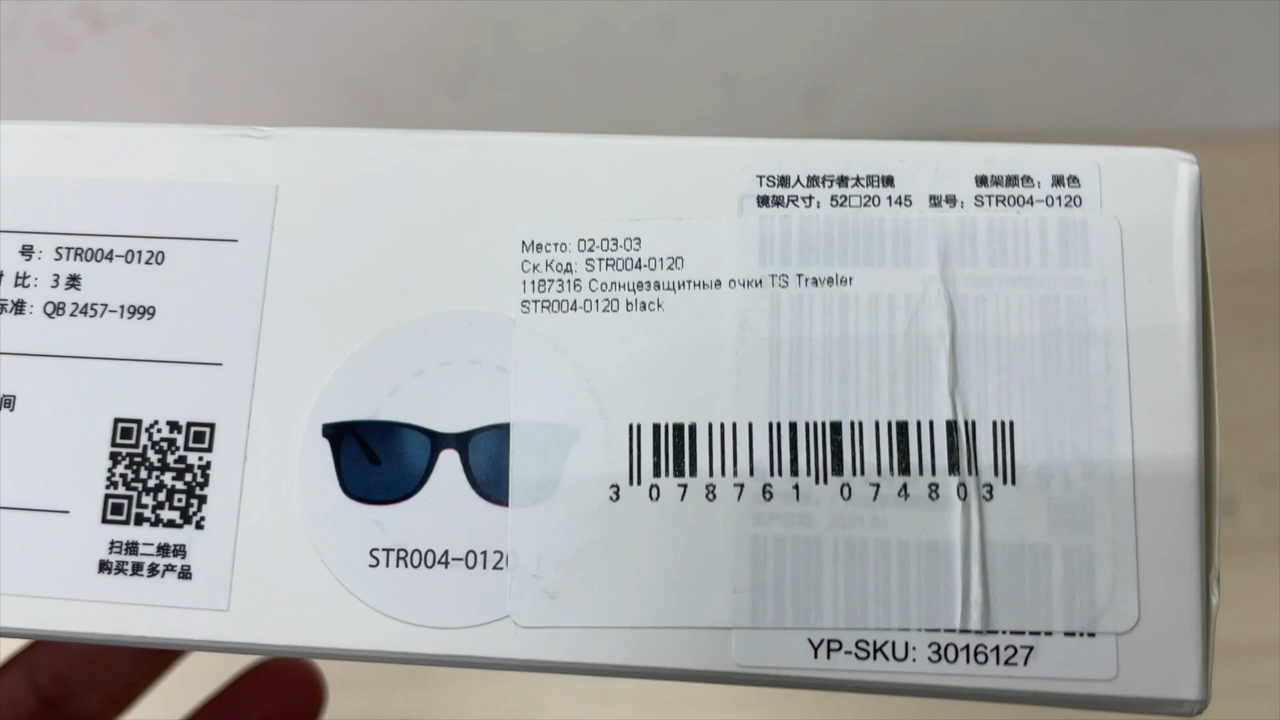 号：STR004-0120
比：3 类
标准：QB 2457-1999
间
扫描二维码
购买更多产品
STR004-0120
TS潮人旅行者太阳镜 镜架颜色：黑色
镜架尺寸：52□20 145 型号：STR004-0120
Место: 02-03-03
Ск.Код: STR004-0120
1187316 Солнцезащитные очки TS Traveler
STR004-0120 black
3 078761 074803
YP-SKU: 3016127